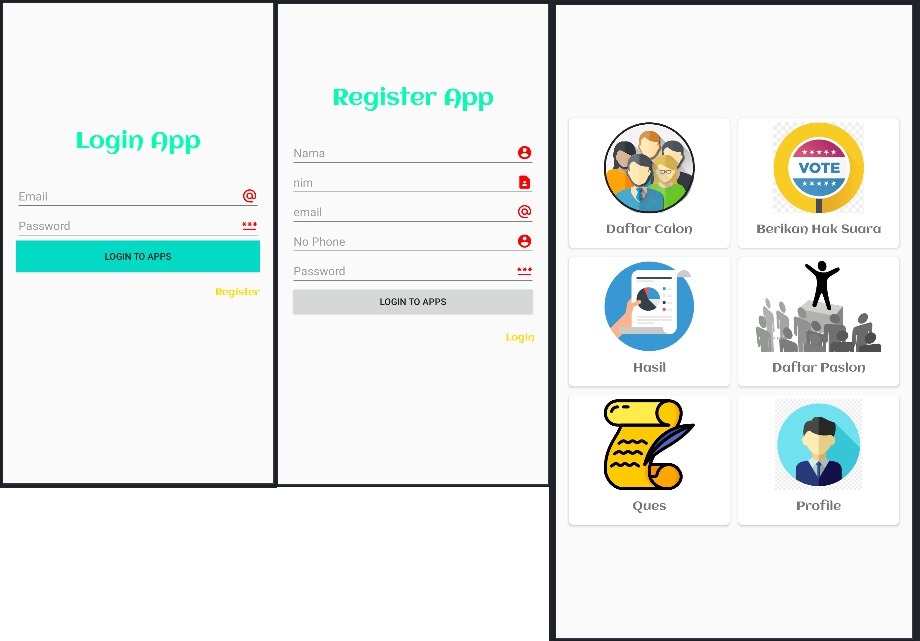 Login App
Email
Password
***
LOGIN TO APPS
Register
Register App
Nama
nim
email
No Phone
Password
***
LOGIN TO APPS
Login
Daftar Calon
VOTE
Berikan Hak Suara
Hasil
Daftar Paslon
Ques
Profile